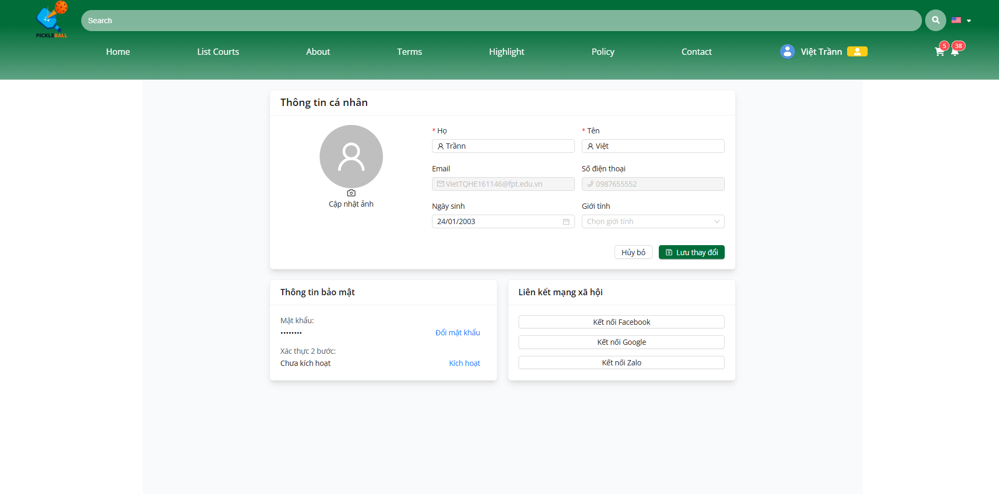 PICKLEBALL
Search
Home List Courts About Terms Highlight Policy Contact Việt Trầnn 5 38
Thông tin cá nhân
* Họ * Tên
Trầnn Việt
Email Số điện thoại
VietTQHE161146@fpt.edu.vn 0987655552
Cập nhật ảnh
Ngày sinh Giới tính
24/01/2003 Chọn giới tính
Hủy bỏ Lưu thay đổi
Thông tin bảo mật
Mật khẩu:
•••••••• Đổi mật khẩu
Xác thực 2 bước:
Chưa kích hoạt Kích hoạt
Liên kết mạng xã hội
Kết nối Facebook
Kết nối Google
Kết nối Zalo